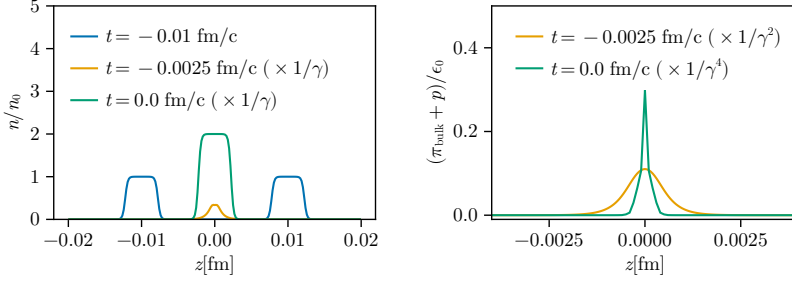 5
4
3
2
1
0
n/n₀
t = −0.01 fm/c
t = −0.0025 fm/c (×1/γ)
t = 0.0 fm/c (×1/γ)
−0.02
−0.01
0.00
0.01
0.02
z[fm]
0.4
0.2
0.0
(π_bulk + p)/ϵ₀
t = −0.0025 fm/c (×1/γ²)
t = 0.0 fm/c (×1/γ⁴)
−0.0025
0.0000
0.0025
z[fm]